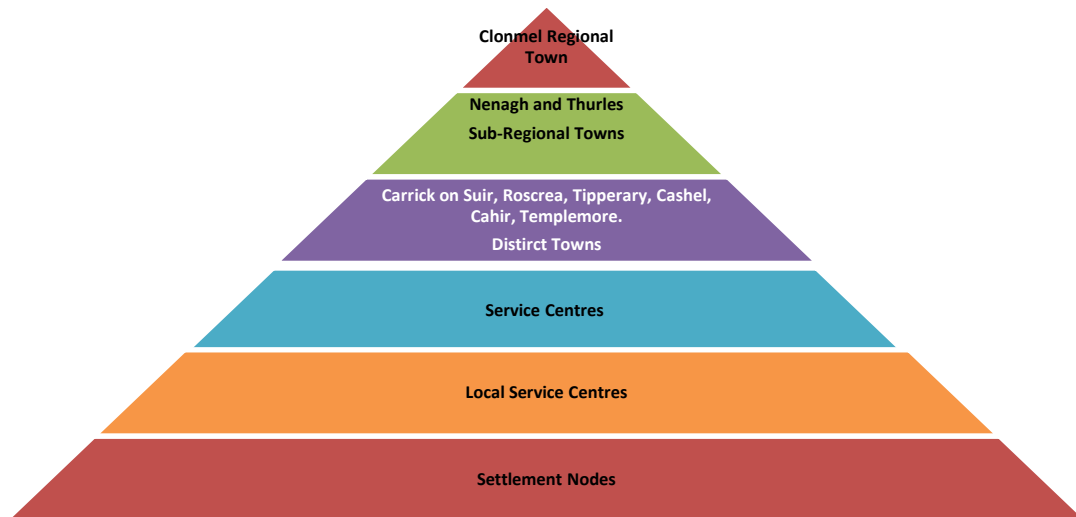 Clonmel Regional
Town
Nenagh and Thurles
Sub-Regional Towns
Carrick on Suir, Roscrea, Tipperary, Cashel,
Cahir, Templemore.
Distirct Towns
Service Centres
Local Service Centres
Settlement Nodes